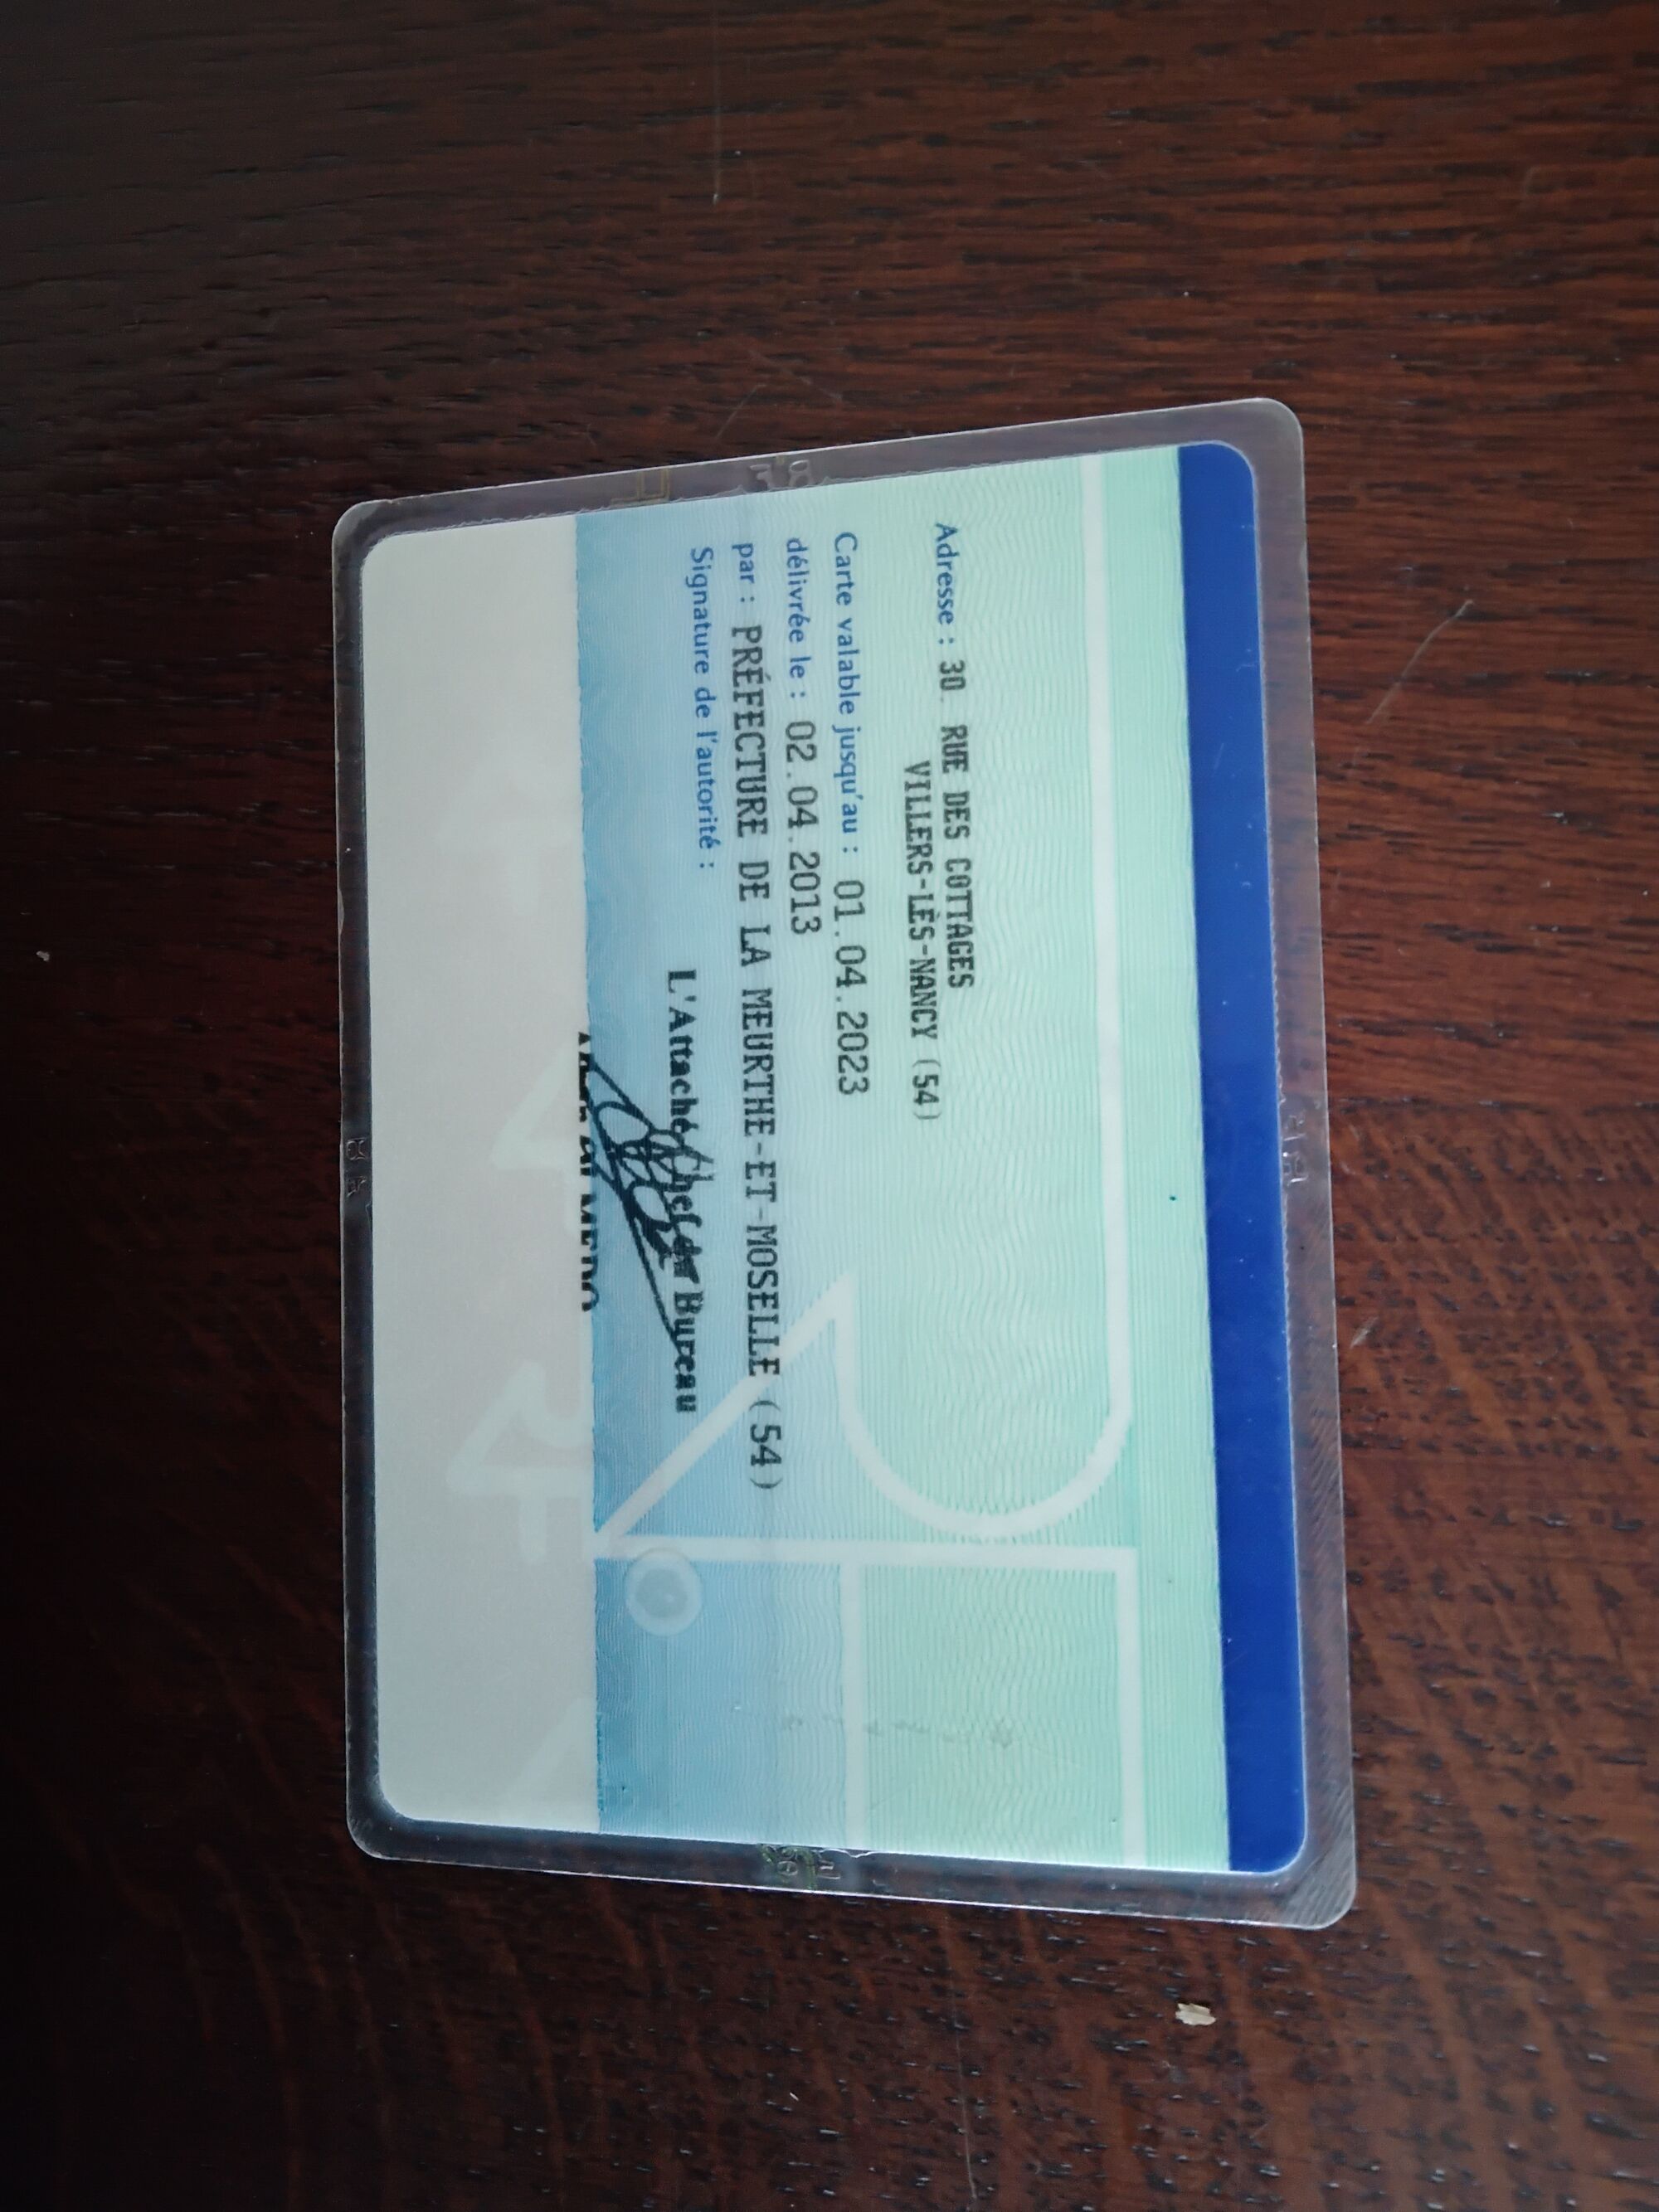 Adresse : 30 RUE DES COTTAGES
VILLERS-LÈS-NANCY (54)
Carte valable jusqu'au : 01.04.2023
délivrée le : 02.04.2013
par : PRÉFECTURE DE LA MEURTHE-ET-MOSELLE (54)
Signature de l'autorité :
L'Attaché, Chef de Bureau
RF